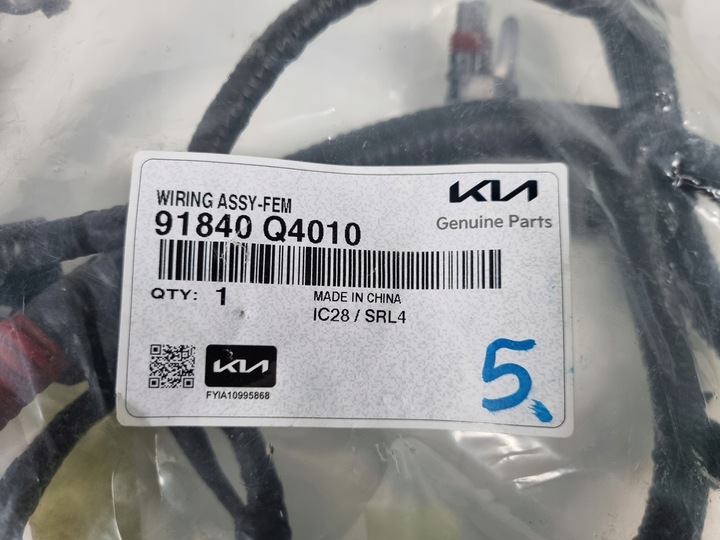 WIRING ASSY-FEM
91840 Q4010
KIA
Genuine Parts
QTY: 1
MADE IN CHINA
IC28 / SRL4
KIA
FYIA10995868
5